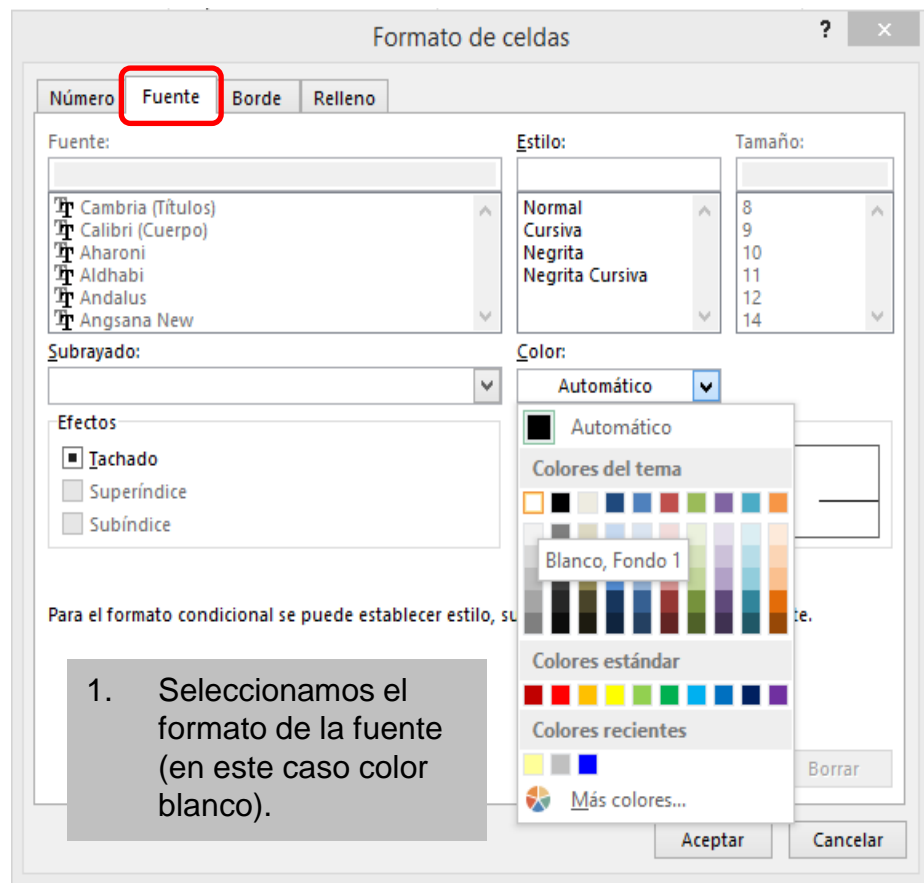 Formato de celdas ?
Número Fuente Borde Relleno
Fuente: Estilo: Tamaño:
Cambria (Títulos) Normal 8
Calibri (Cuerpo) Cursiva 9
Aharoni Negrita 10
Aldhabi Negrita Cursiva 11
Andalus 12
Angsana New 14
Subrayado: Color:
Automático
Efectos Automático
Tachado Colores del tema
Superíndice
Subíndice
Blanco, Fondo 1
Para el formato condicional se puede establecer estilo,
Colores estándar
1. Seleccionamos el
formato de la fuente
(en este caso color
blanco).
Colores recientes
Borrar
Más colores...
Aceptar Cancelar